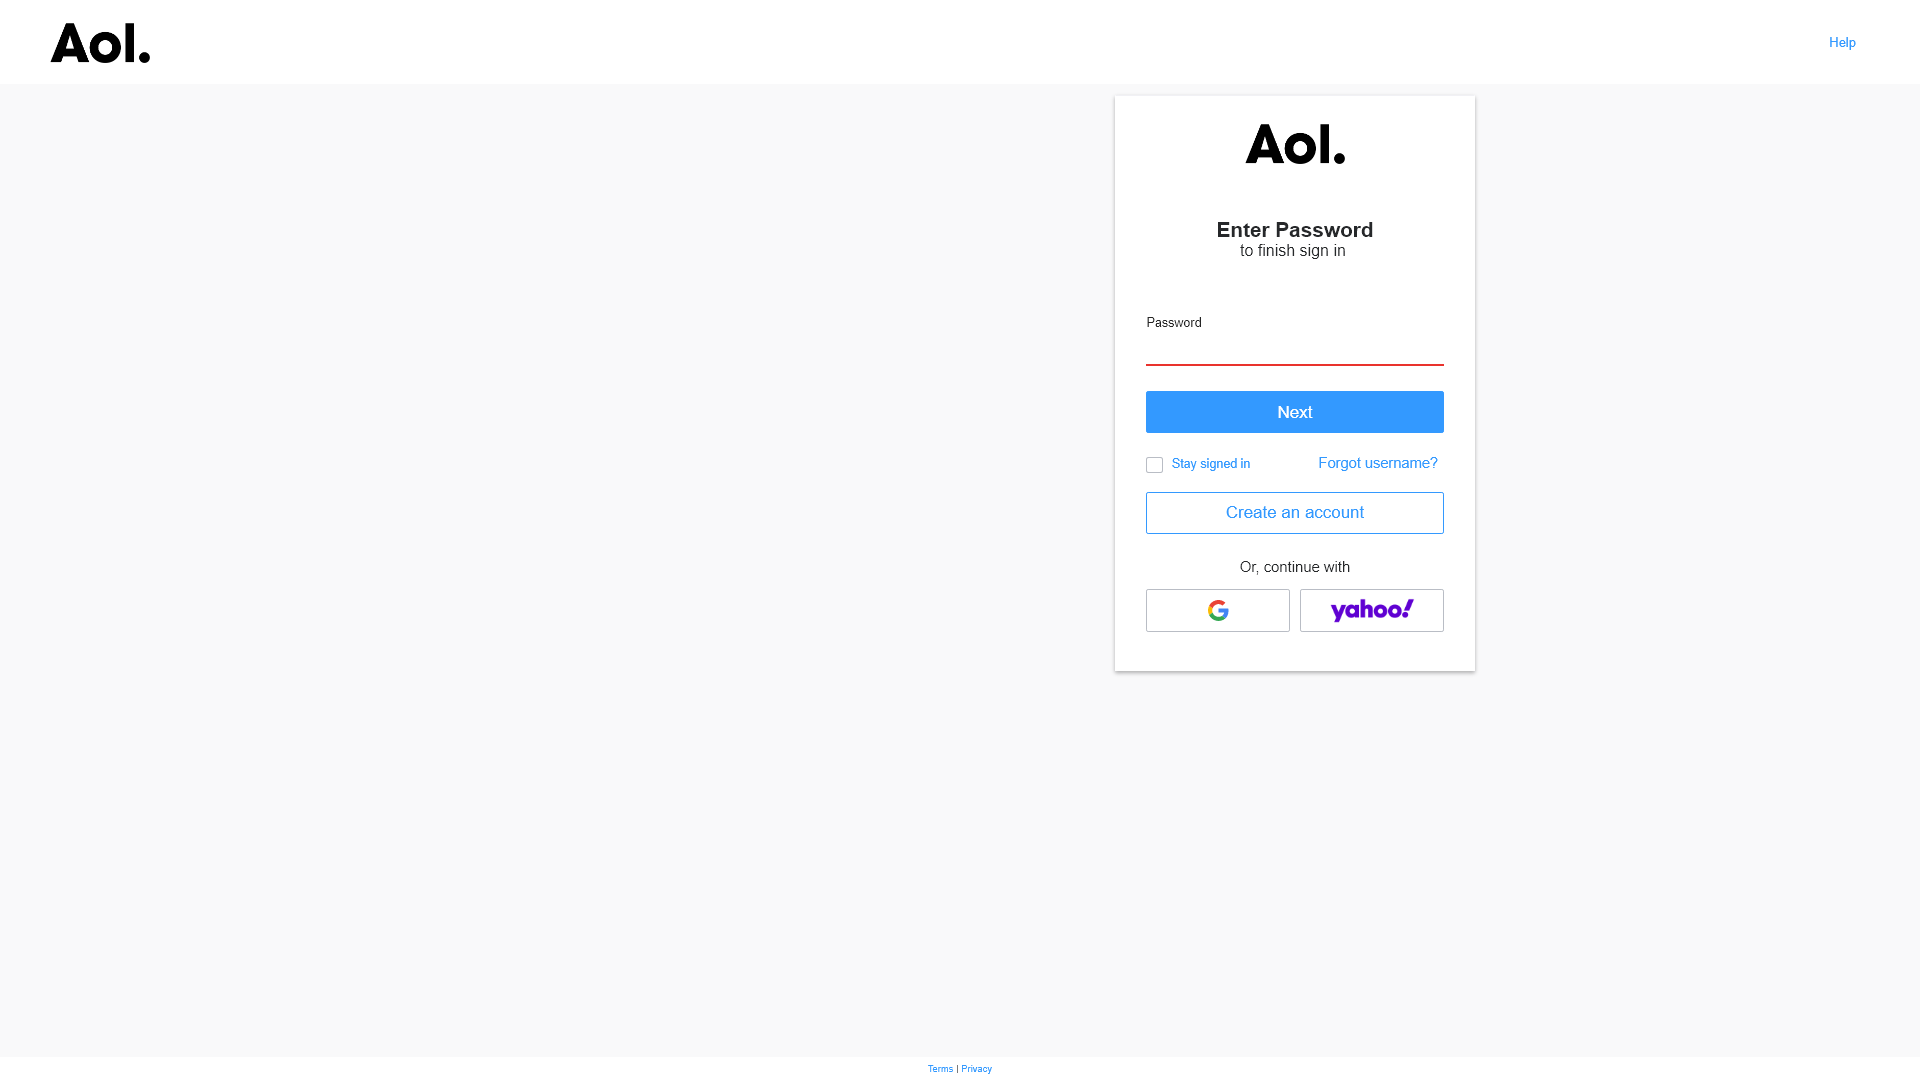 Aol.
Help
Aol.
Enter Password
to finish sign in
Password
Next
Stay signed in
Forgot username?
Create an account
Or, continue with
G
yahoo!
Terms | Privacy